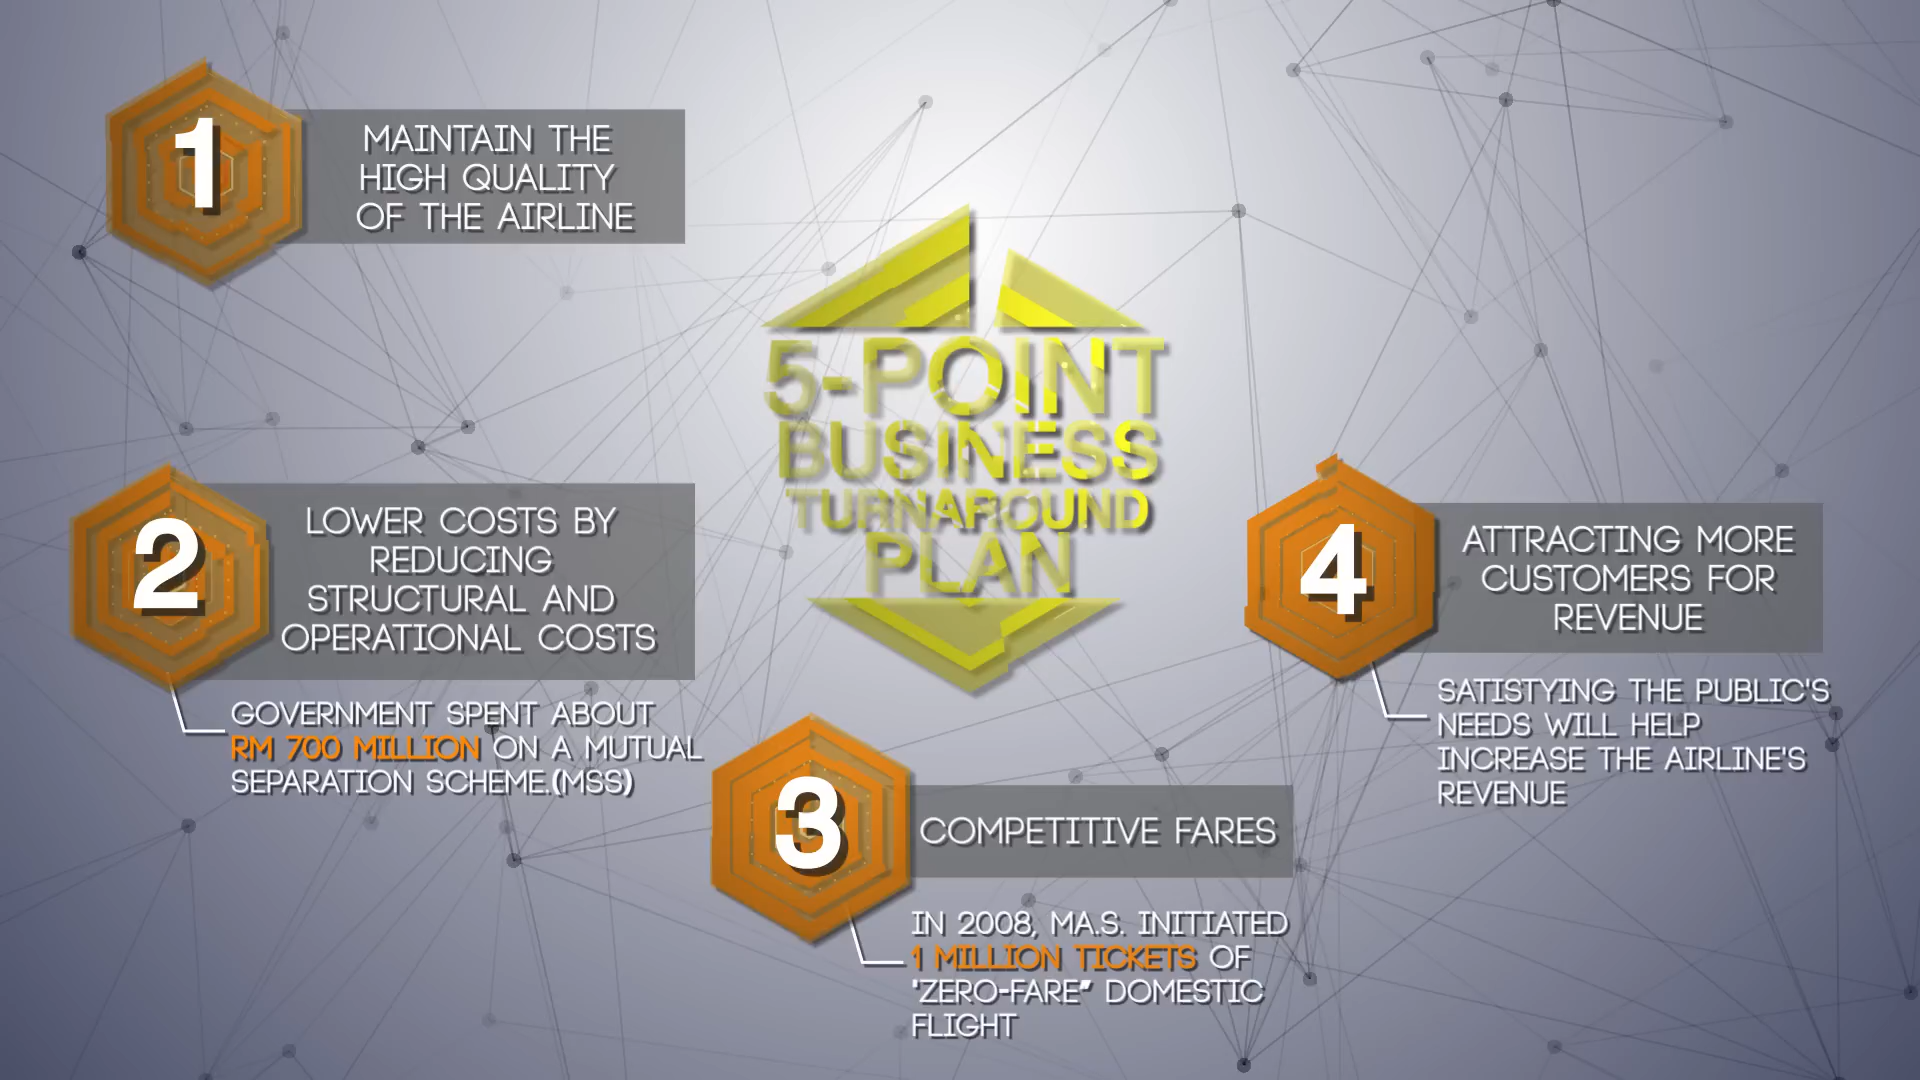 1
MAINTAIN THE
HIGH QUALITY
OF THE AIRLINE
5-POINT
BUSINESS
TURNAROUND
PLAN
2
LOWER COSTS BY
REDUCING
STRUCTURAL AND
OPERATIONAL COSTS
GOVERNMENT SPENT ABOUT
RM 700 MILLION ON A MUTUAL
SEPARATION SCHEME.(MSS)
3
COMPETITIVE FARES
IN 2008, MA.S. INITIATED
1 MILLION TICKETS OF
"ZERO-FARE" DOMESTIC
FLIGHT
4
ATTRACTING MORE
CUSTOMERS FOR
REVENUE
SATISTYING THE PUBLIC'S
NEEDS WILL HELP
INCREASE THE AIRLINE'S
REVENUE